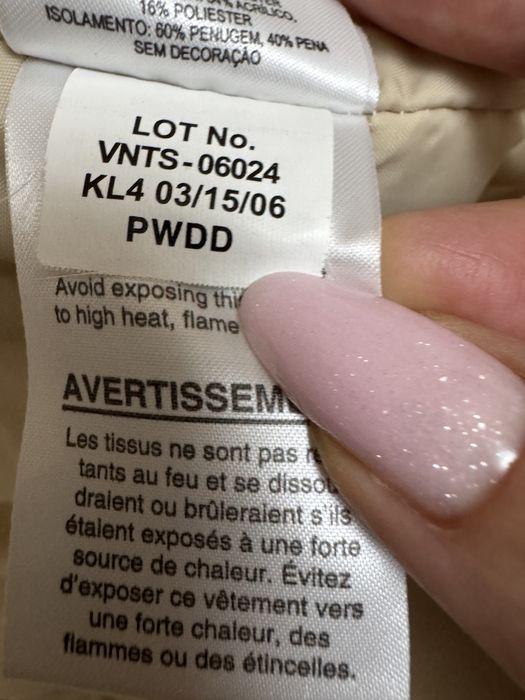 ACRÍLICO,
16% POLIESTER
ISOLAMENTO: 60% PENUGEM, 40% PENA
SEM DECORAÇÃO
LOT No.
VNTS-06024
KL4 03/15/06
PWDD
Avoid exposing
to high heat, flame
AVERTISSEM
Les tissus ne sont pas
tants au feu et se dissou
draient ou brûleraient s'ils
étaient exposés à une forte
source de chaleur. Évitez
d'exposer ce vêtement vers
une forte chaleur, des
flammes ou des étincelles.